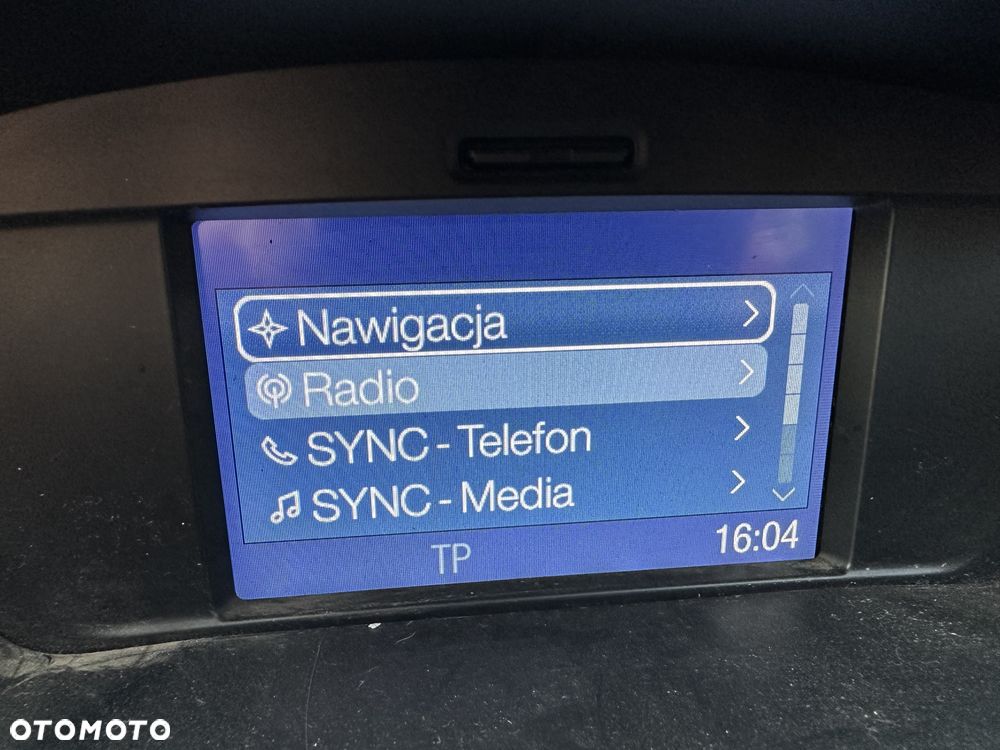 Nawigacja
Radio
SYNC - Telefon
SYNC - Media
TP
16:04
OTOMOTO